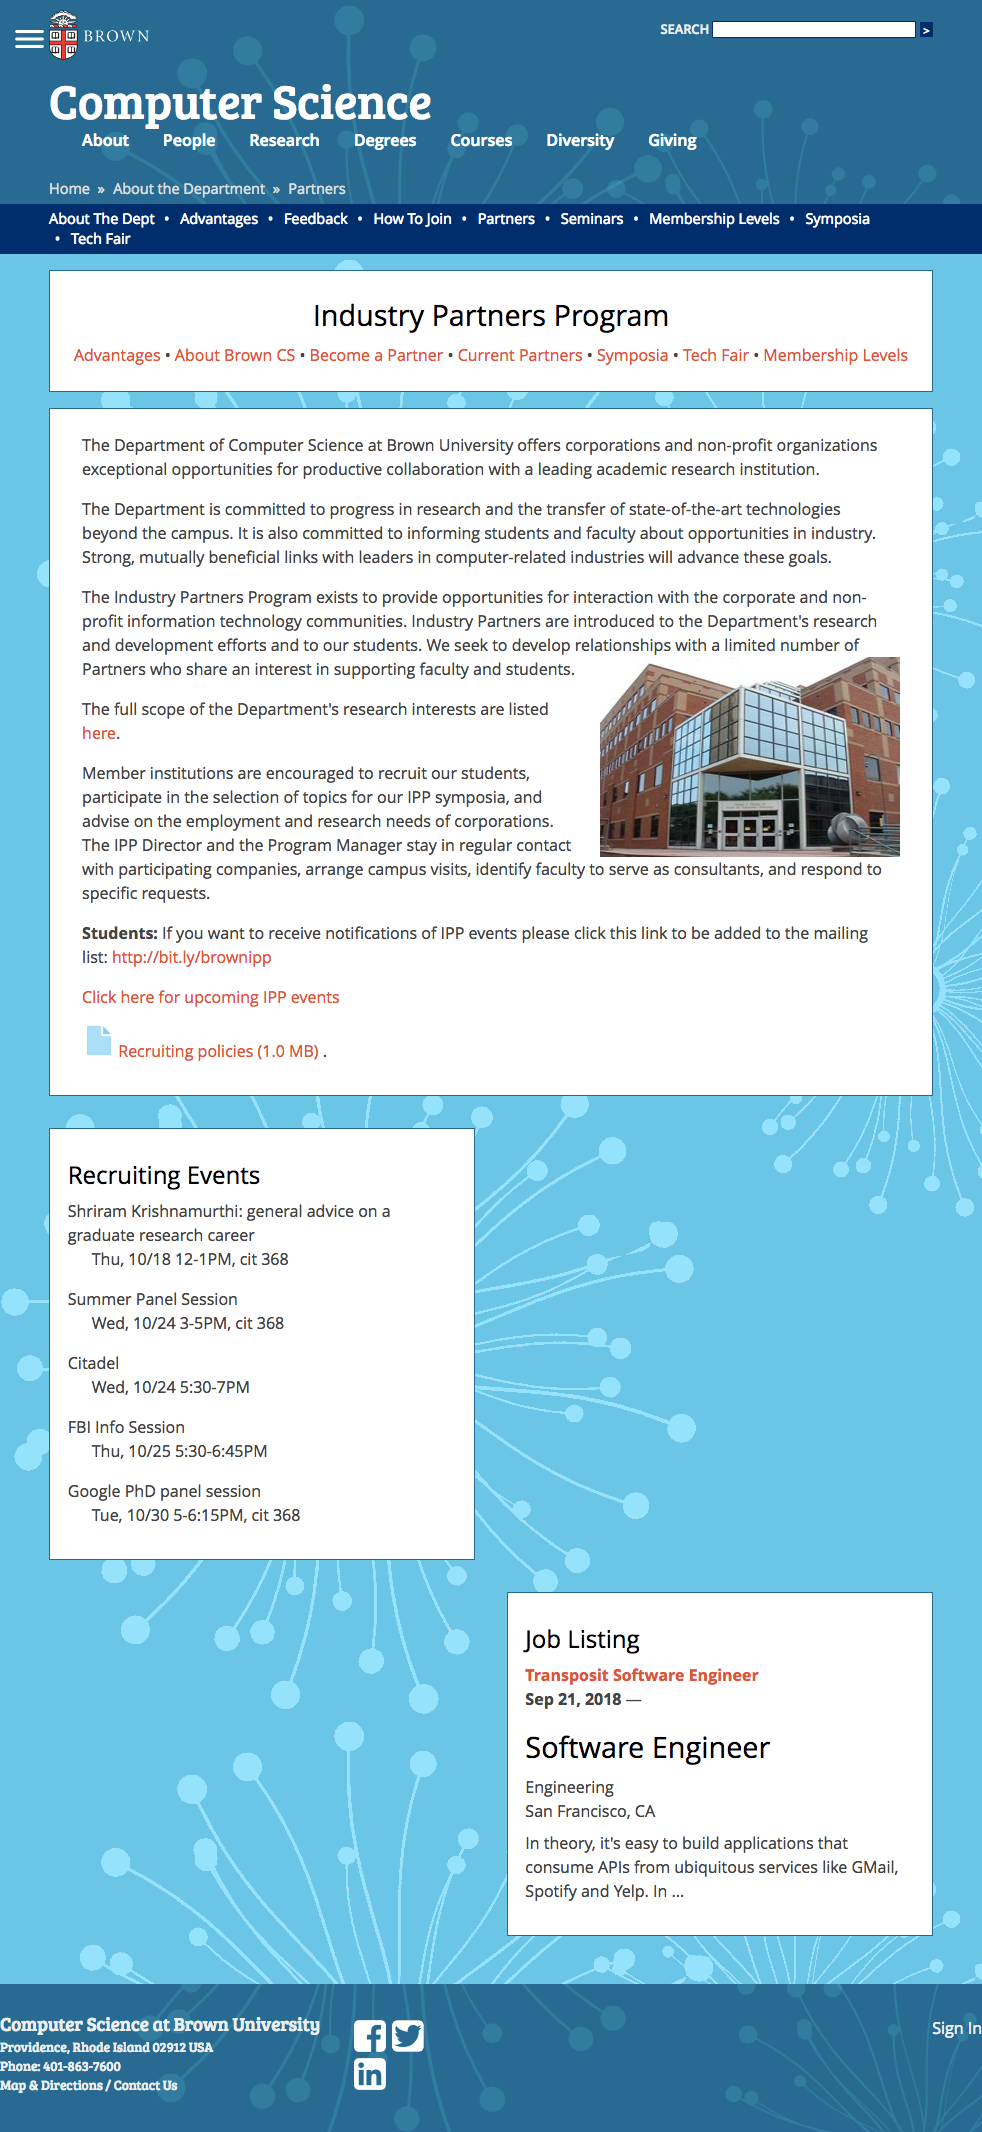 BROWN
SEARCH
>
Computer Science
About People Research Degrees Courses Diversity Giving
Home » About the Department » Partners
About The Dept • Advantages • Feedback • How To Join • Partners • Seminars • Membership Levels • Symposia
• Tech Fair
Industry Partners Program
Advantages • About Brown CS • Become a Partner • Current Partners • Symposia • Tech Fair • Membership Levels
The Department of Computer Science at Brown University offers corporations and non-profit organizations
exceptional opportunities for productive collaboration with a leading academic research institution.
The Department is committed to progress in research and the transfer of state-of-the-art technologies
beyond the campus. It is also committed to informing students and faculty about opportunities in industry.
Strong, mutually beneficial links with leaders in computer-related industries will advance these goals.
The Industry Partners Program exists to provide opportunities for interaction with the corporate and non-
profit information technology communities. Industry Partners are introduced to the Department's research
and development efforts and to our students. We seek to develop relationships with a limited number of
Partners who share an interest in supporting faculty and students.
The full scope of the Department's research interests are listed
here.
Member institutions are encouraged to recruit our students,
participate in the selection of topics for our IPP symposia, and
advise on the employment and research needs of corporations.
The IPP Director and the Program Manager stay in regular contact
with participating companies, arrange campus visits, identify faculty to serve as consultants, and respond to
specific requests.
Students: If you want to receive notifications of IPP events please click this link to be added to the mailing
list: http://bit.ly/brownipp
Click here for upcoming IPP events
Recruiting policies (1.0 MB) .
Recruiting Events
Shriram Krishnamurthi: general advice on a
graduate research career
Thu, 10/18 12-1PM, cit 368
Summer Panel Session
Wed, 10/24 3-5PM, cit 368
Citadel
Wed, 10/24 5:30-7PM
FBI Info Session
Thu, 10/25 5:30-6:45PM
Google PhD panel session
Tue, 10/30 5-6:15PM, cit 368
Job Listing
Transposit Software Engineer
Sep 21, 2018 —
Software Engineer
Engineering
San Francisco, CA
In theory, it's easy to build applications that
consume APIs from ubiquitous services like GMail,
Spotify and Yelp. In ...
Computer Science at Brown University
Providence, Rhode Island 02912 USA
Phone: 401-863-7600
Map & Directions / Contact Us
Sign In